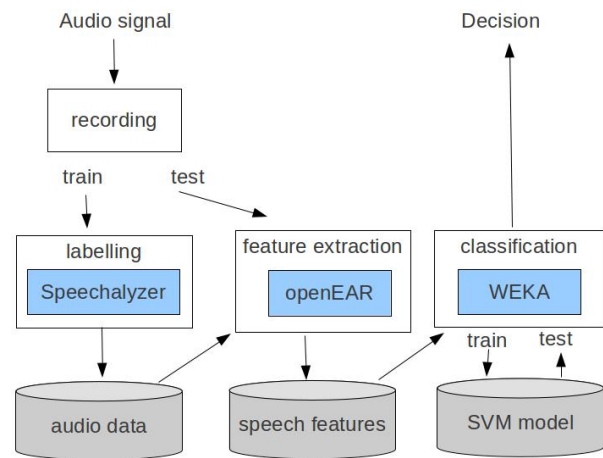 Audio signal
Decision
recording
train
test
labelling
Speechalyzer
feature extraction
openEAR
classification
WEKA
train
test
audio data
speech features
SVM model